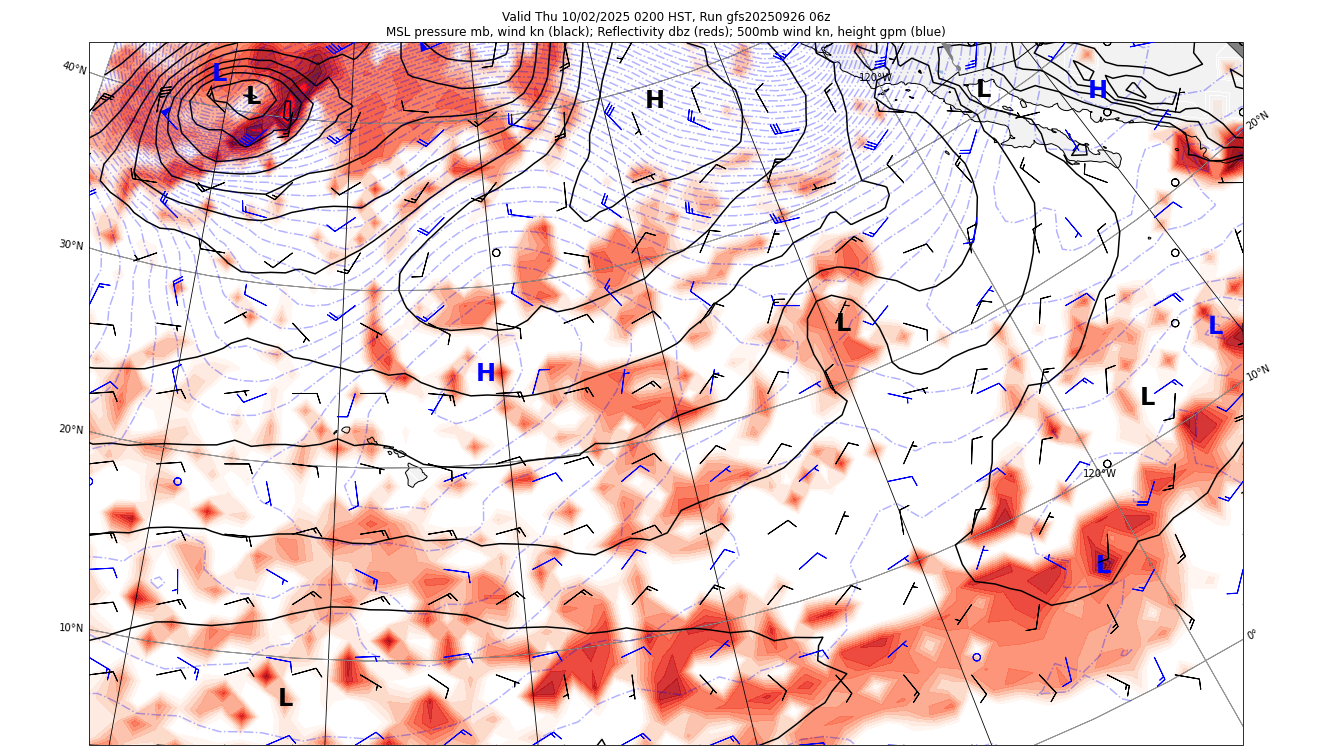 Valid Thu 10/02/2025 0200 HST, Run gfs20250926 06z
MSL pressure mb, wind kn (black); Reflectivity dbz (reds); 500mb wind kn, height gpm (blue)
40°N
L
L
H
120°W
L
H
20°N
30°N
L
L
H
10°N
L
20°N
120°W
L
10°N
0°
L